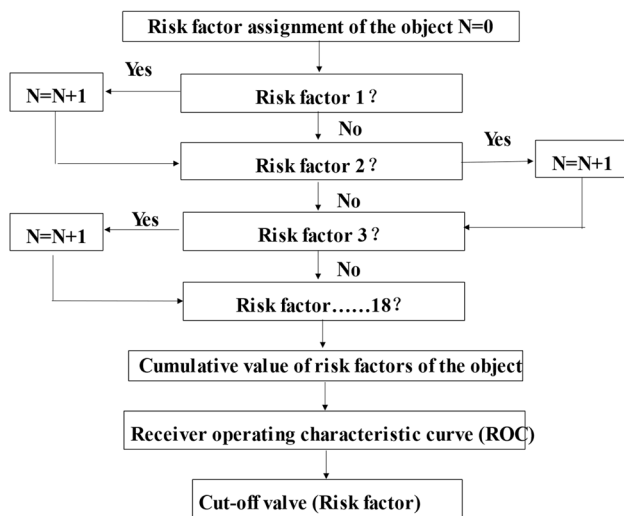 Risk factor assignment of the object N=0
Yes
N=N+1
Risk factor 1?
No
Yes
Risk factor 2?
N=N+1
No
Yes
N=N+1
Risk factor 3?
No
Risk factor……18?
Cumulative value of risk factors of the object
Receiver operating characteristic curve (ROC)
Cut-off valve (Risk factor)